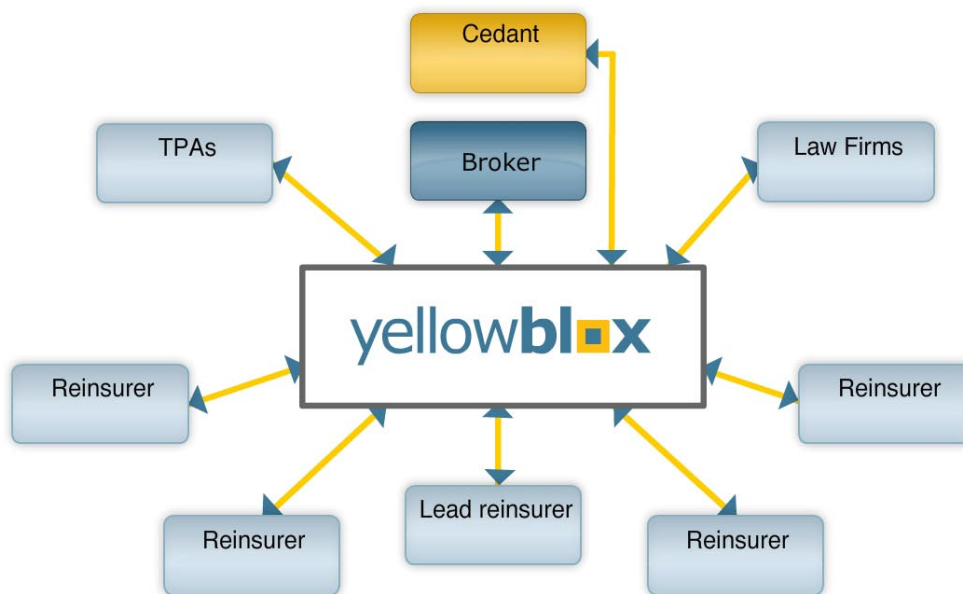 Cedant
TPAs
Broker
Law Firms
yellowblox
Reinsurer
Reinsurer
Reinsurer
Lead reinsurer
Reinsurer